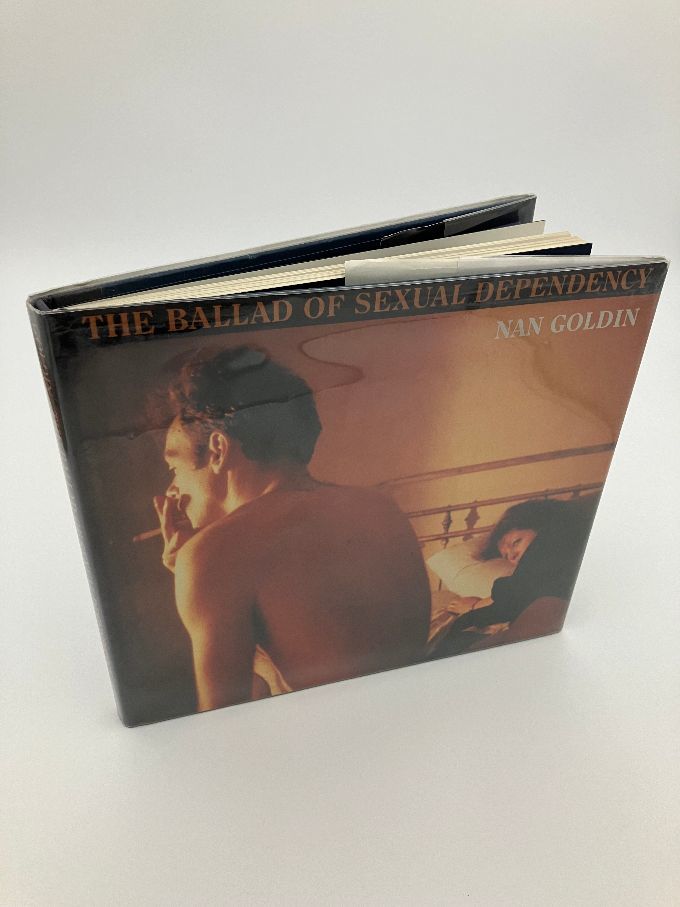 THE BALLAD OF SEXUAL DEPENDENCY
NAN GOLDIN